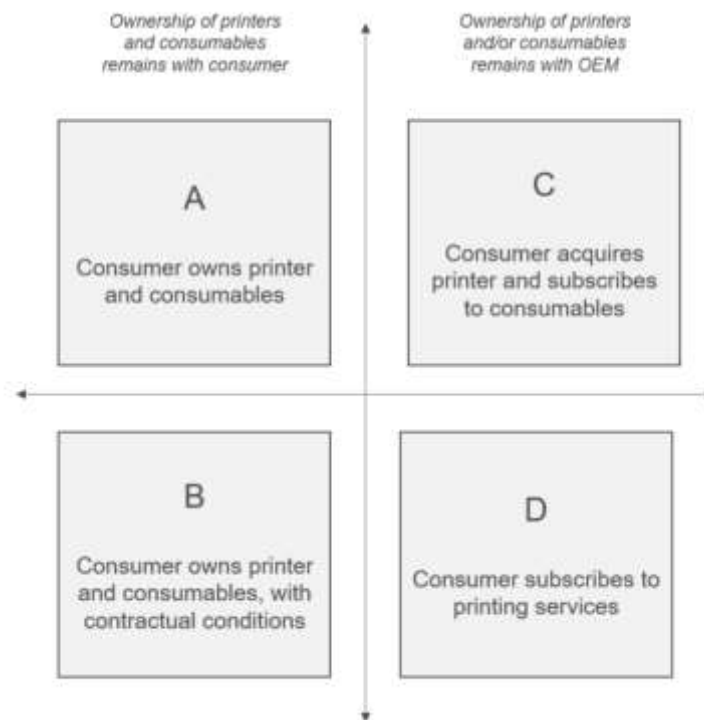 Ownership of printers
and consumables
remains with consumer
Ownership of printers
and/or consumables
remains with OEM
A
Consumer owns printer
and consumables
C
Consumer acquires
printer and subscribes
to consumables
B
Consumer owns printer
and consumables, with
contractual conditions
D
Consumer subscribes to
printing services